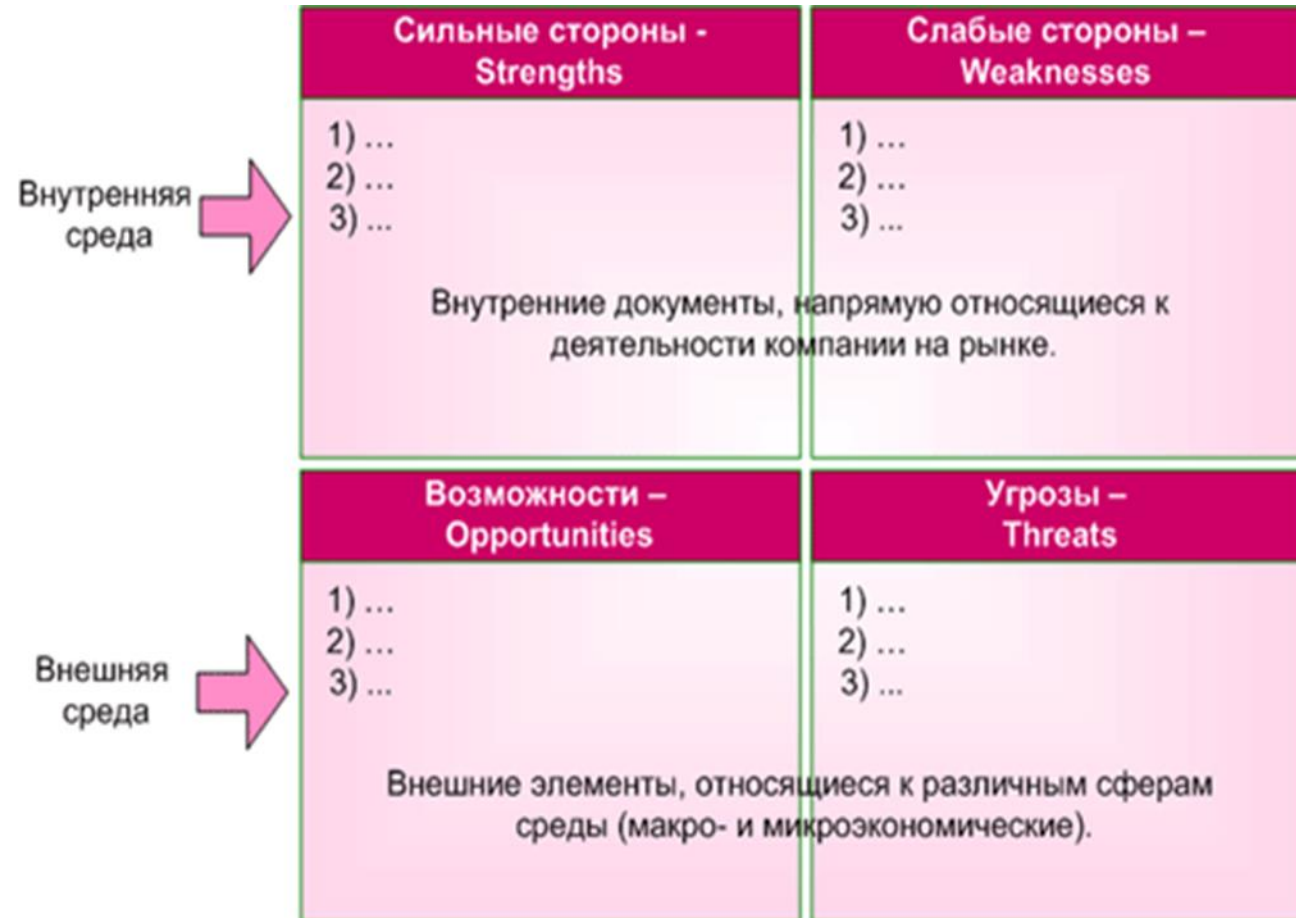 Сильные стороны -
Strengths
Слабые стороны –
Weaknesses
Внутренняя
среда
1) ...
2) ...
3) ...
1) ...
2) ...
3) ...
Внутренние документы, напрямую относящиеся к
деятельности компании на рынке.
Возможности –
Opportunities
Угрозы –
Threats
Внешняя
среда
1) ...
2) ...
3) ...
1) ...
2) ...
3) ...
Внешние элементы, относящиеся к различным сферам
среды (макро- и микроэкономические).